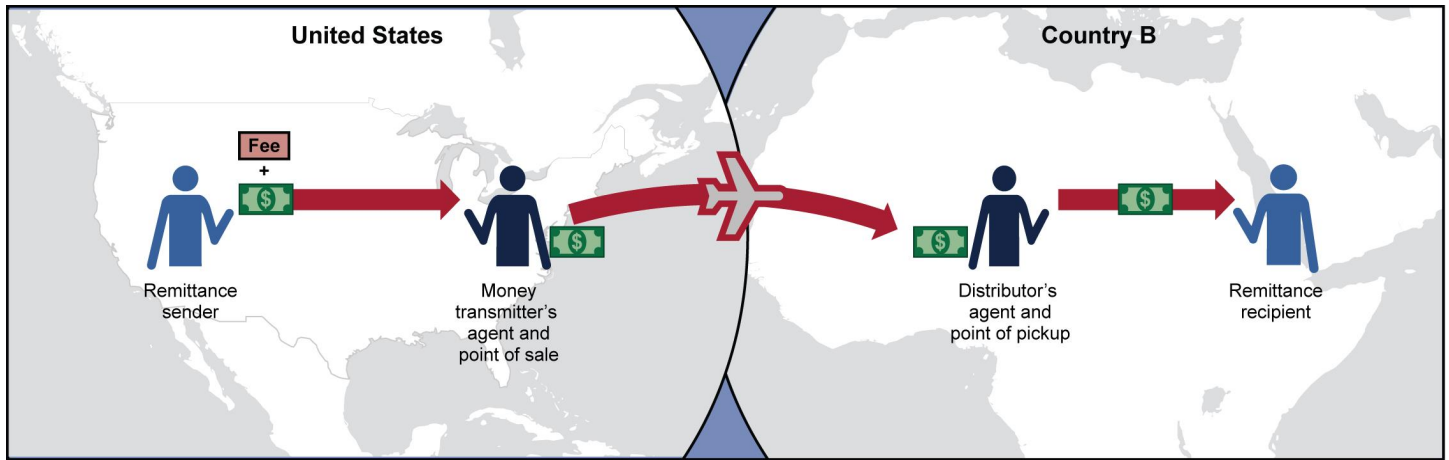 United States
Country B
Fee
+
$
$
$
$
Remittance
sender
Money
transmitter's
agent and
point of sale
Distributor's
agent and
point of pickup
Remittance
recipient